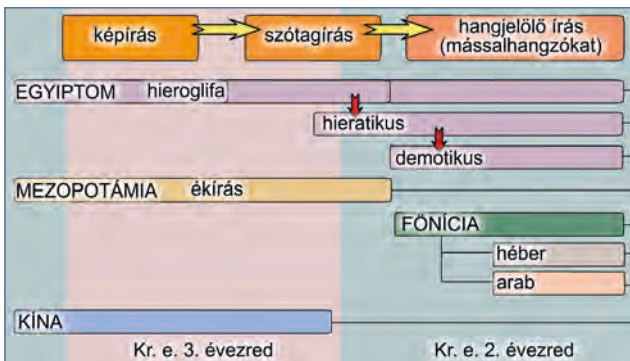 képírás
szótagírás
hangjelölő írás
(mássalhangzókat)
EGYIPTOM hieroglifa
hieratikus
demotikus
MEZOPOTÁMIA ékírás
FÖNÍCIA
héber
arab
KÍNA
Kr. e. 3. évezred
Kr. e. 2. évezred